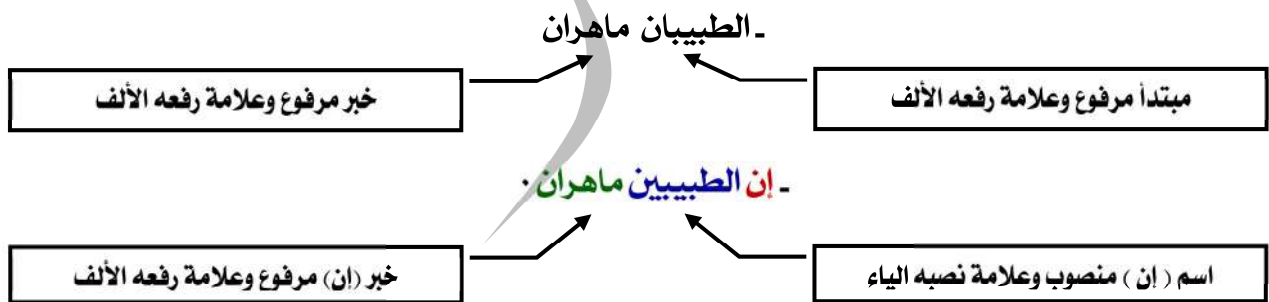 ـ الطبيبان ماهران
مبتدأ مرفوع وعلامة رفعه الألف
خبر مرفوع وعلامة رفعه الألف
ـ إن الطبيبين ماهران .
اسم ( إن ) منصوب وعلامة نصبه الياء
خبر (إن) مرفوع وعلامة رفعه الألف